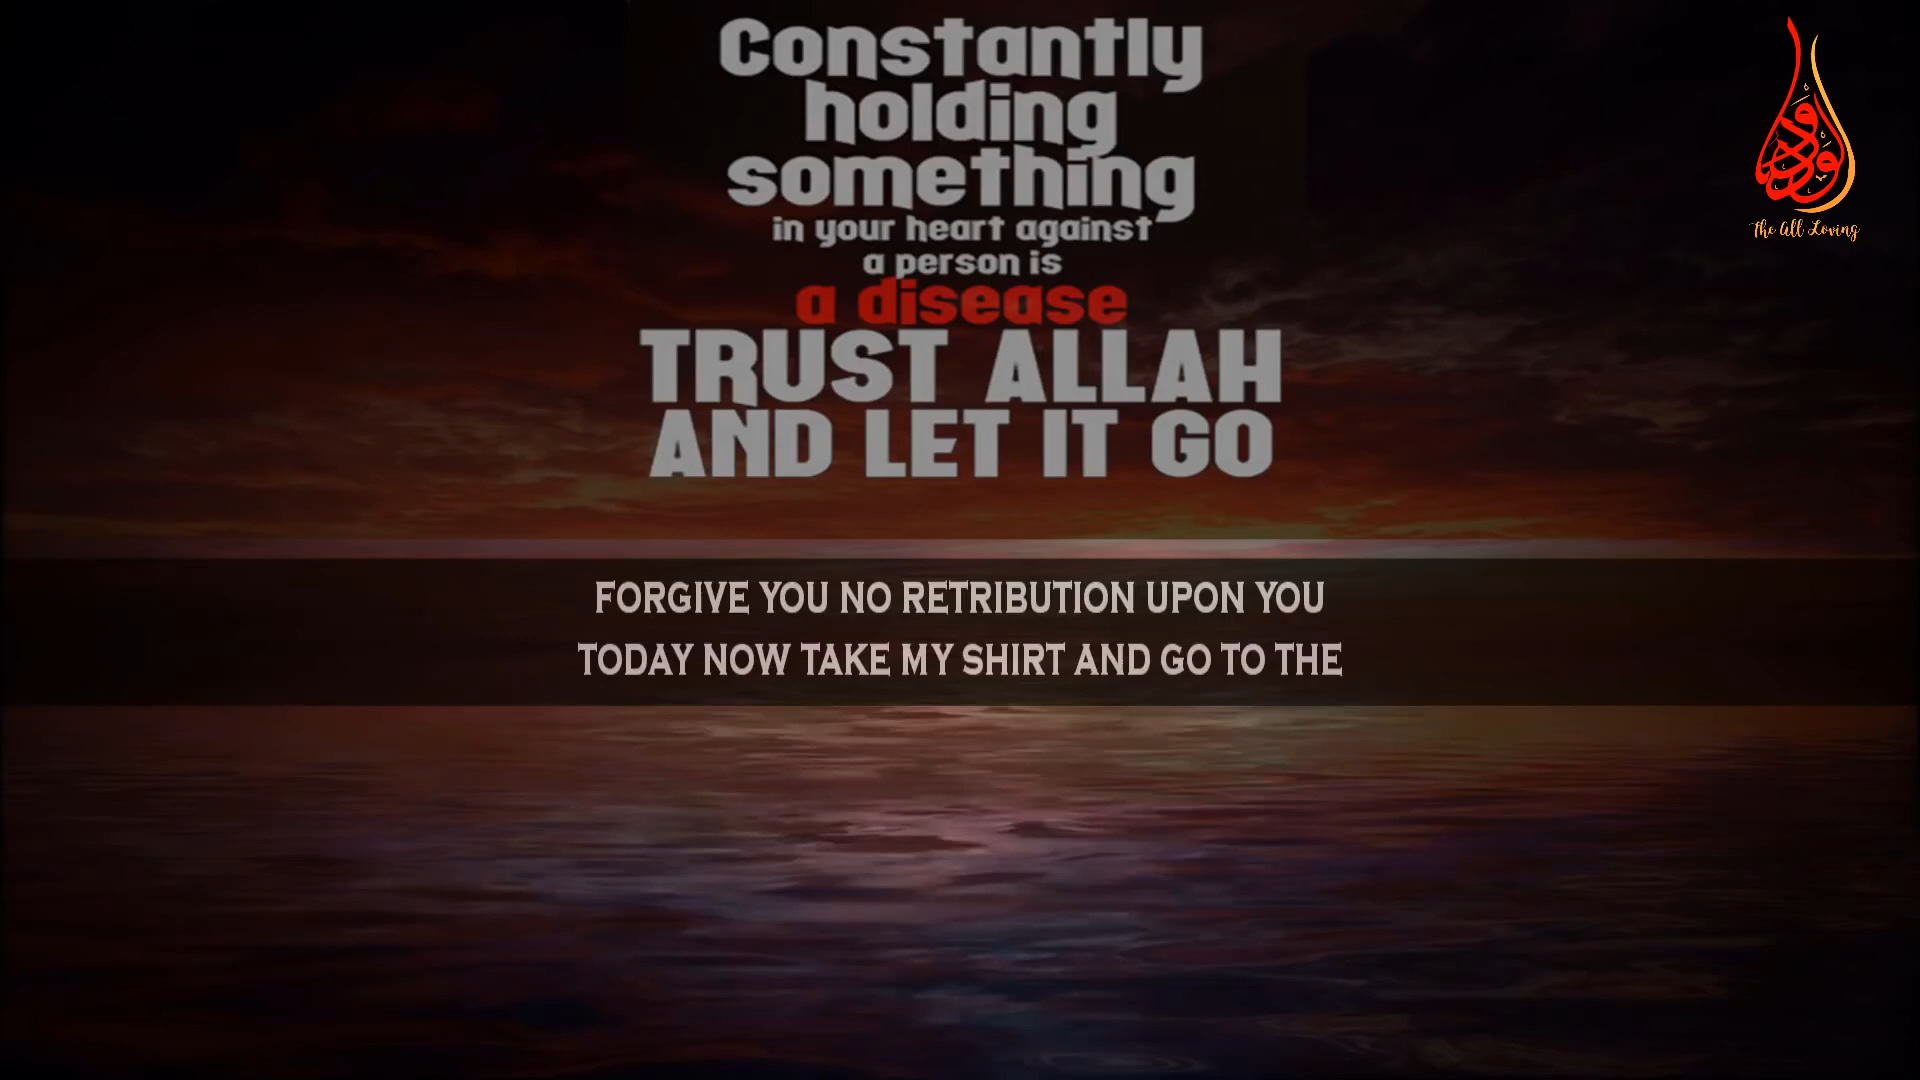 Constantly
holding
something
in your heart against
a person is
a disease
TRUST ALLAH
AND LET IT GO
The All Loving
FORGIVE YOU NO RETRIBUTION UPON YOU
TODAY NOW TAKE MY SHIRT AND GO TO THE